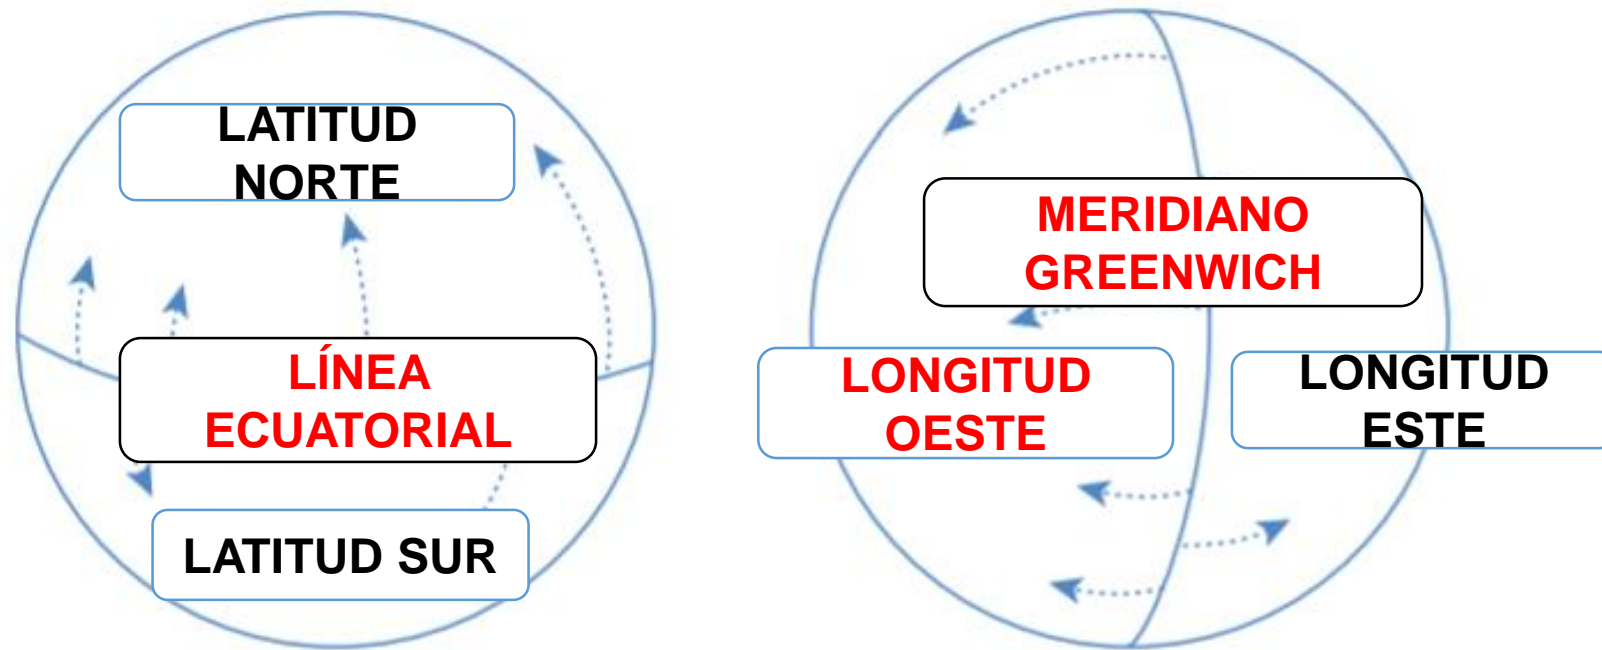 LATITUD
NORTE
LÍNEA
ECUATORIAL
LATITUD SUR
MERIDIANO
GREENWICH
LONGITUD
OESTE
LONGITUD
ESTE